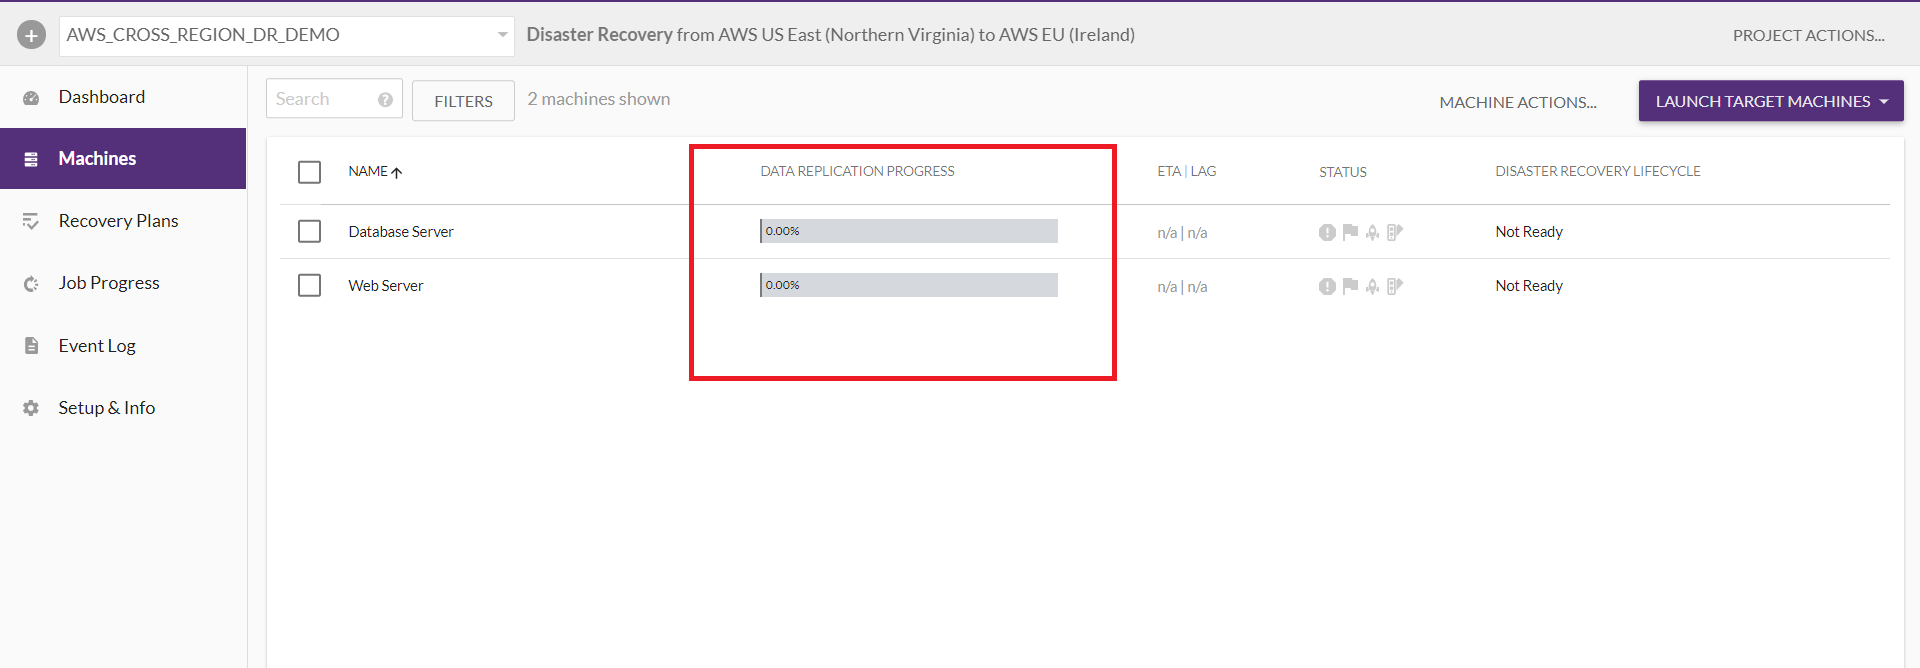 AWS_CROSS_REGION_DR_DEMO
Disaster Recovery from AWS US East (Northern Virginia) to AWS EU (Ireland)
PROJECT ACTIONS...
Dashboard
Machines
Recovery Plans
Job Progress
Event Log
Setup & Info
Search
FILTERS
2 machines shown
MACHINE ACTIONS...
LAUNCH TARGET MACHINES
NAME
DATA REPLICATION PROGRESS
ETA | LAG
STATUS
DISASTER RECOVERY LIFECYCLE
Database Server
0.00%
n/a | n/a
Not Ready
Web Server
0.00%
n/a | n/a
Not Ready